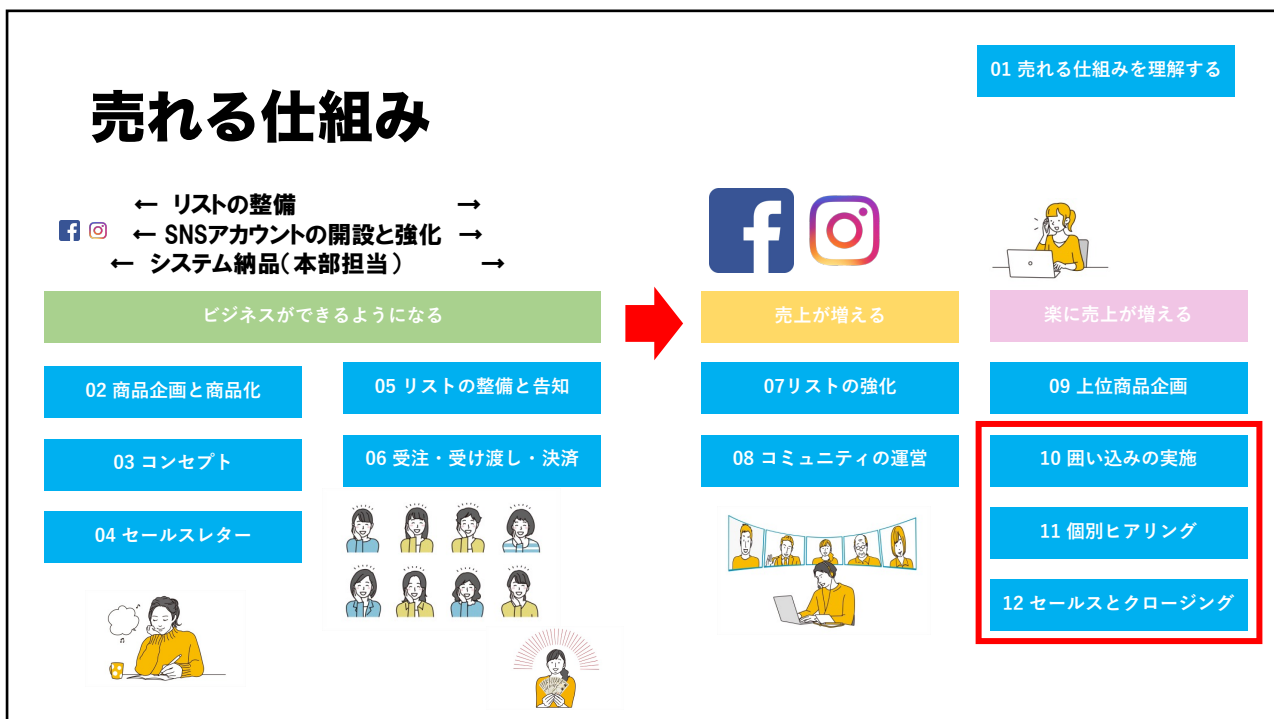 01 売れる仕組みを理解する
売れる仕組み
← リストの整備 →
← SNSアカウントの開設と強化 →
← システム納品(本部担当) →
ビジネスができるようになる
売上が増える
楽に売上が増える
02 商品企画と商品化
05 リストの整備と告知
07リストの強化
09 上位商品企画
03 コンセプト
06 受注・受け渡し・決済
08 コミュニティの運営
10 囲い込みの実施
04 セールスレター
11 個別ヒアリング
12 セールスとクロージング